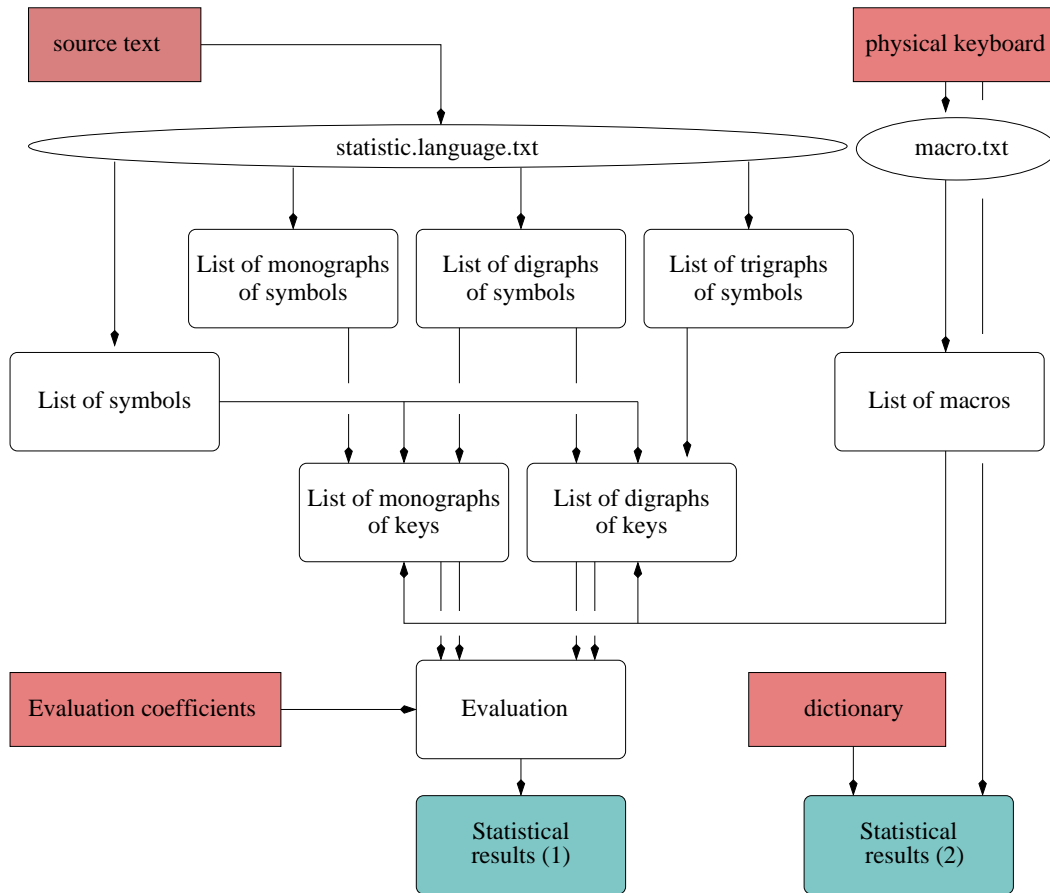 source text
physical keyboard
statistic.language.txt
macro.txt
List of monographs
of symbols
List of digraphs
of symbols
List of trigraphs
of symbols
List of symbols
List of macros
List of monographs
of keys
List of digraphs
of keys
Evaluation coefficients
Evaluation
dictionary
Statistical
results (1)
Statistical
results (2)